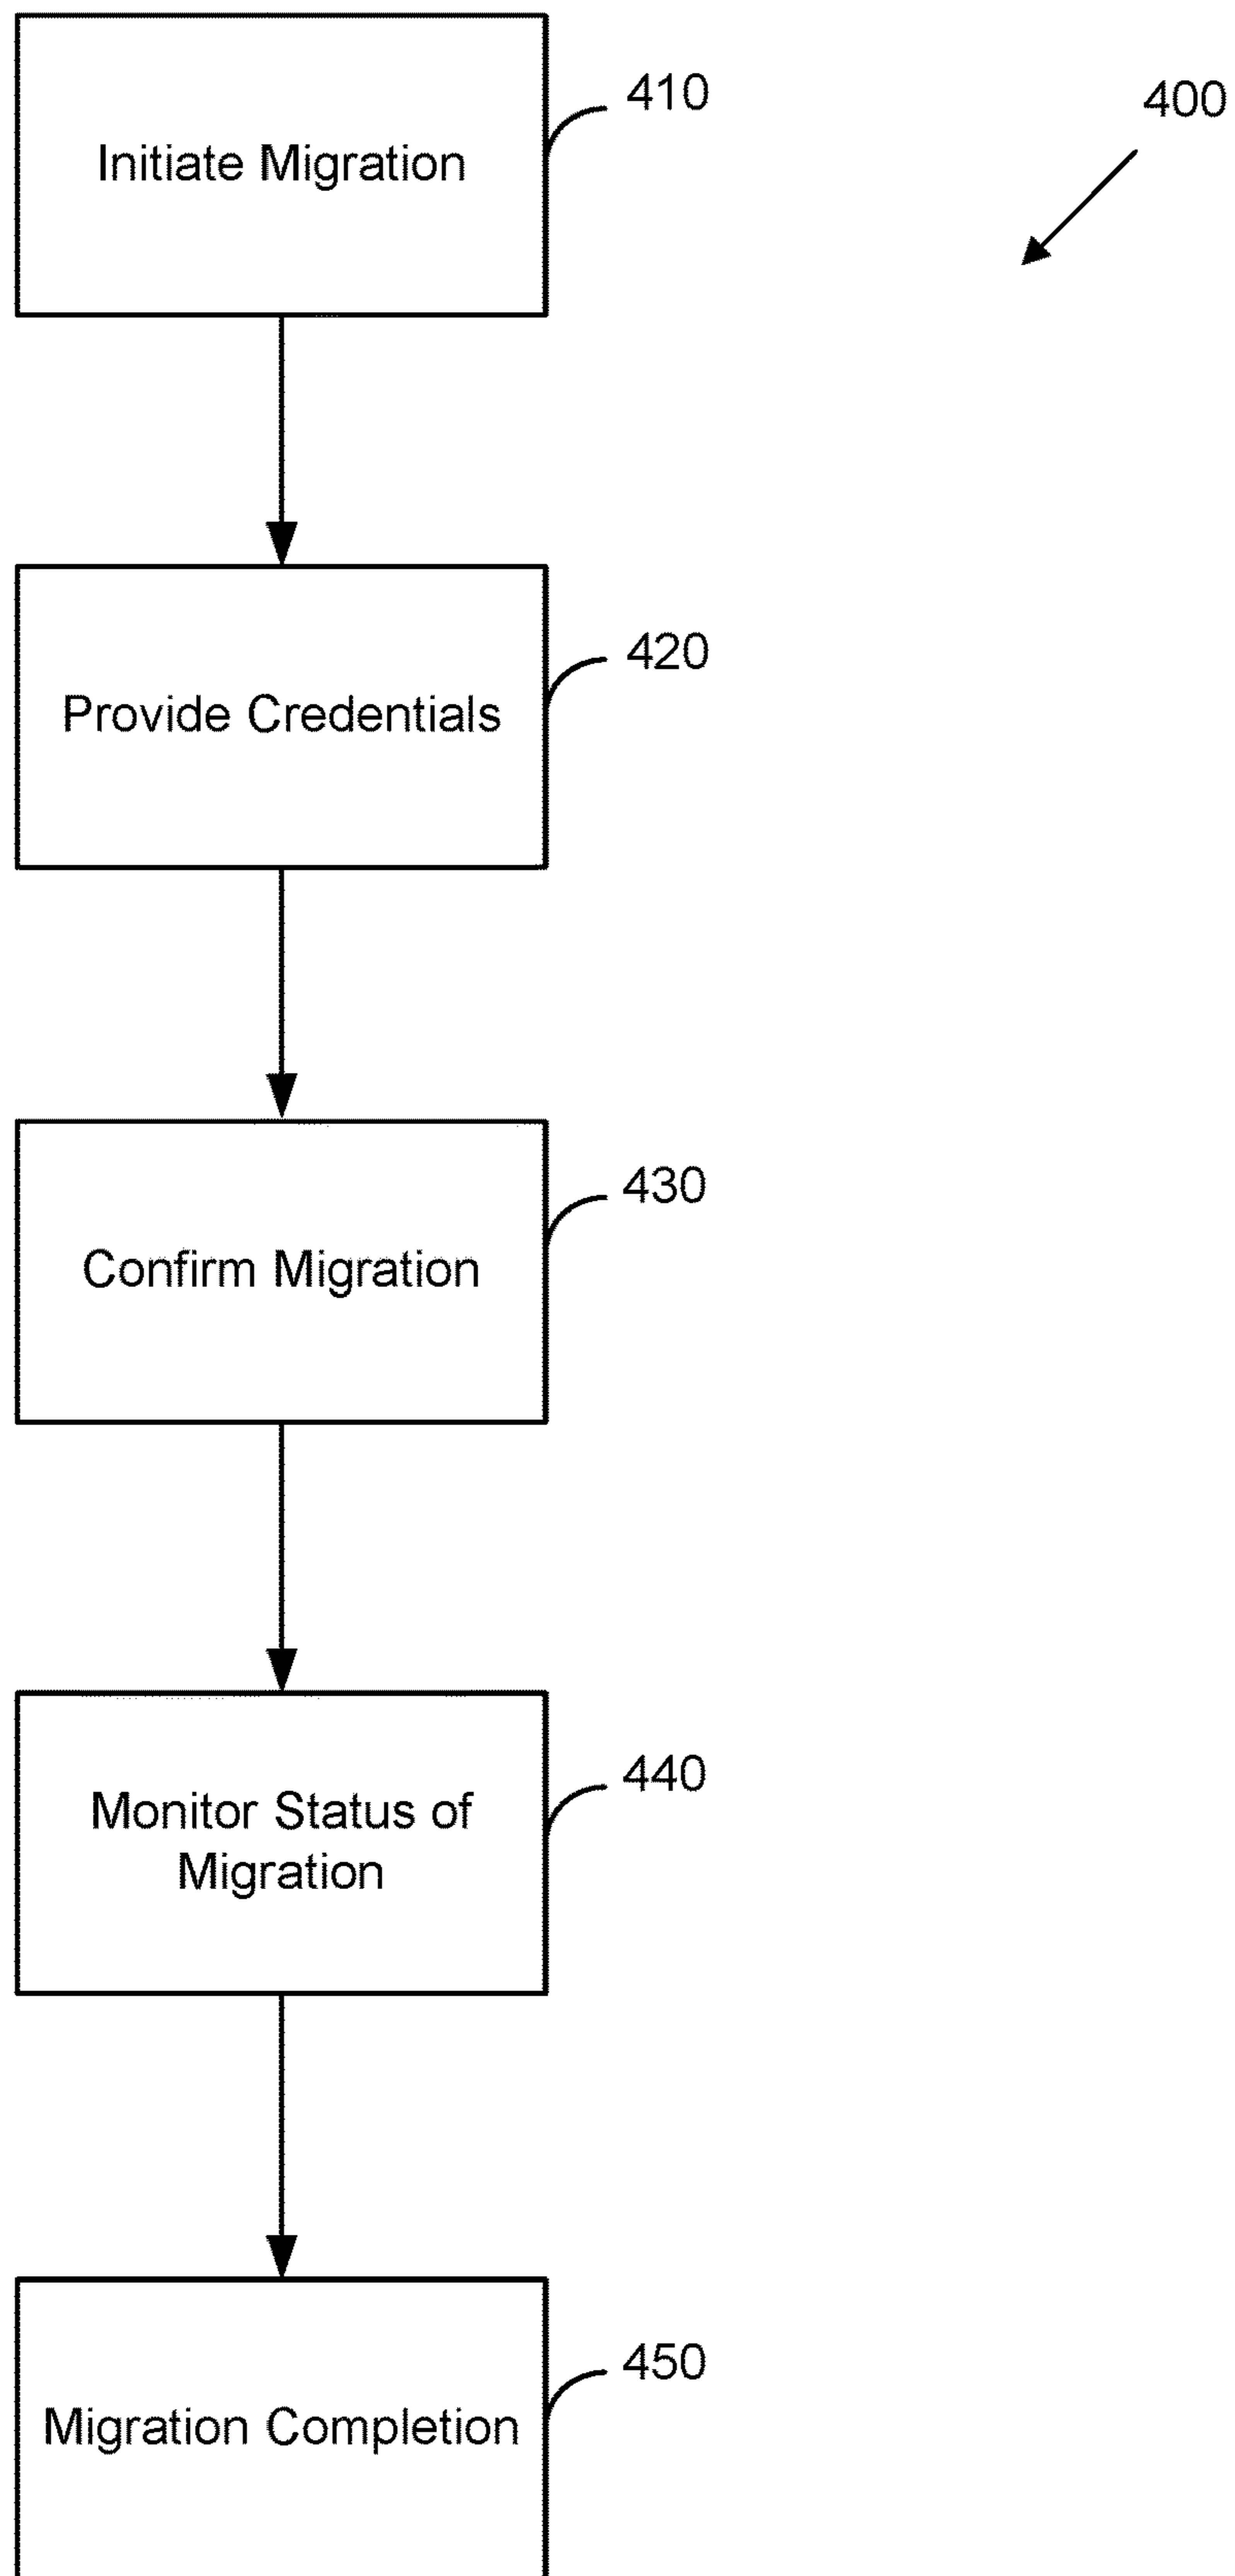 410
400
Initiate Migration
420
Provide Credentials
430
Confirm Migration
440
Monitor Status of
Migration
450
Migration Completion